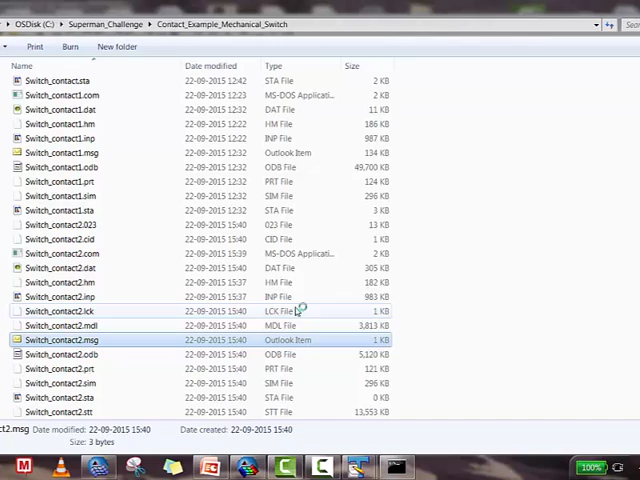 OSDisk (C:) ▸ Superman_Challenge ▸ Contact_Example_Mechanical_Switch
Print Burn New folder
Name Date modified Type Size
Switch_contact.sta 22-09-2015 12:42 STA File 2 KB
Switch_contact1.com 22-09-2015 12:23 MS-DOS Applicati... 2 KB
Switch_contact1.dat 22-09-2015 12:32 DAT File 11 KB
Switch_contact1.hm 22-09-2015 12:22 HM File 186 KB
Switch_contact1.inp 22-09-2015 12:22 INP File 987 KB
Switch_contact1.msg 22-09-2015 12:32 Outlook Item 134 KB
Switch_contact1.odb 22-09-2015 12:32 ODB File 49,700 KB
Switch_contact1.prt 22-09-2015 12:32 PRT File 124 KB
Switch_contact1.sim 22-09-2015 12:32 SIM File 296 KB
Switch_contact1.sta 22-09-2015 12:32 STA File 3 KB
Switch_contact2.023 22-09-2015 15:40 023 File 13 KB
Switch_contact2.cid 22-09-2015 15:40 CID File 1 KB
Switch_contact2.com 22-09-2015 15:39 MS-DOS Applicati... 2 KB
Switch_contact2.dat 22-09-2015 15:40 DAT File 305 KB
Switch_contact2.hm 22-09-2015 15:37 HM File 182 KB
Switch_contact2.inp 22-09-2015 15:37 INP File 983 KB
Switch_contact2.lck 22-09-2015 15:40 LCK File 1 KB
Switch_contact2.mdl 22-09-2015 15:40 MDL File 3,813 KB
Switch_contact2.msg 22-09-2015 15:40 Outlook Item 1 KB
Switch_contact2.odb 22-09-2015 15:40 ODB File 5,120 KB
Switch_contact2.prt 22-09-2015 15:40 PRT File 121 KB
Switch_contact2.sim 22-09-2015 15:40 SIM File 296 KB
Switch_contact2.sta 22-09-2015 15:40 STA File 0 KB
Switch_contact2.stt 22-09-2015 15:40 STT File 13,553 KB
ct2.msg Date modified: 22-09-2015 15:40 Date created: 22-09-2015 15:40
Size: 3 bytes
100%